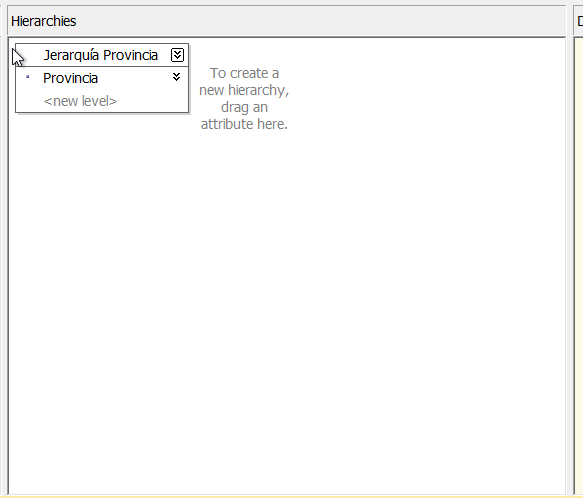 Hierarchies
D
Jerarquía Provincia
Provincia
<new level>
To create a
new hierarchy,
drag an
attribute here.